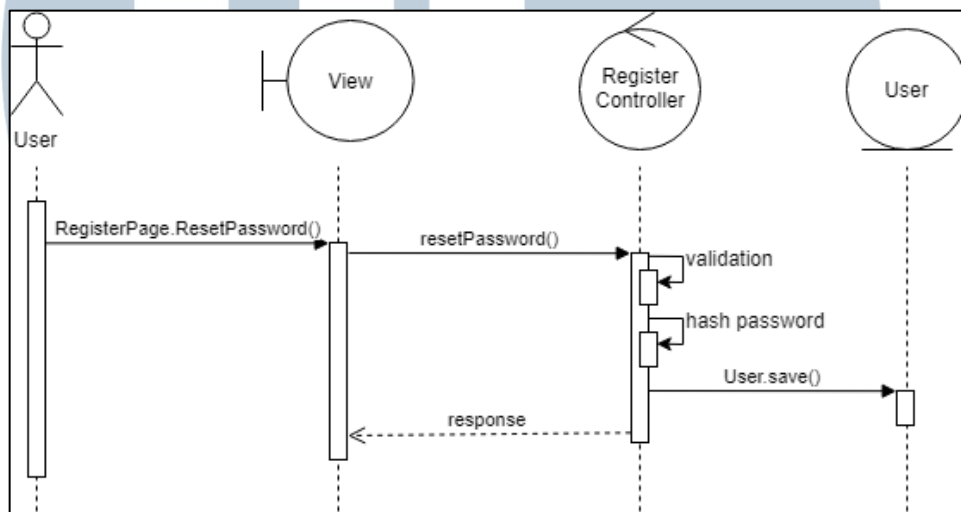 View
Register
Controller
User
User
RegisterPage.ResetPassword()
resetPassword()
validation
hash password
User.save()
response